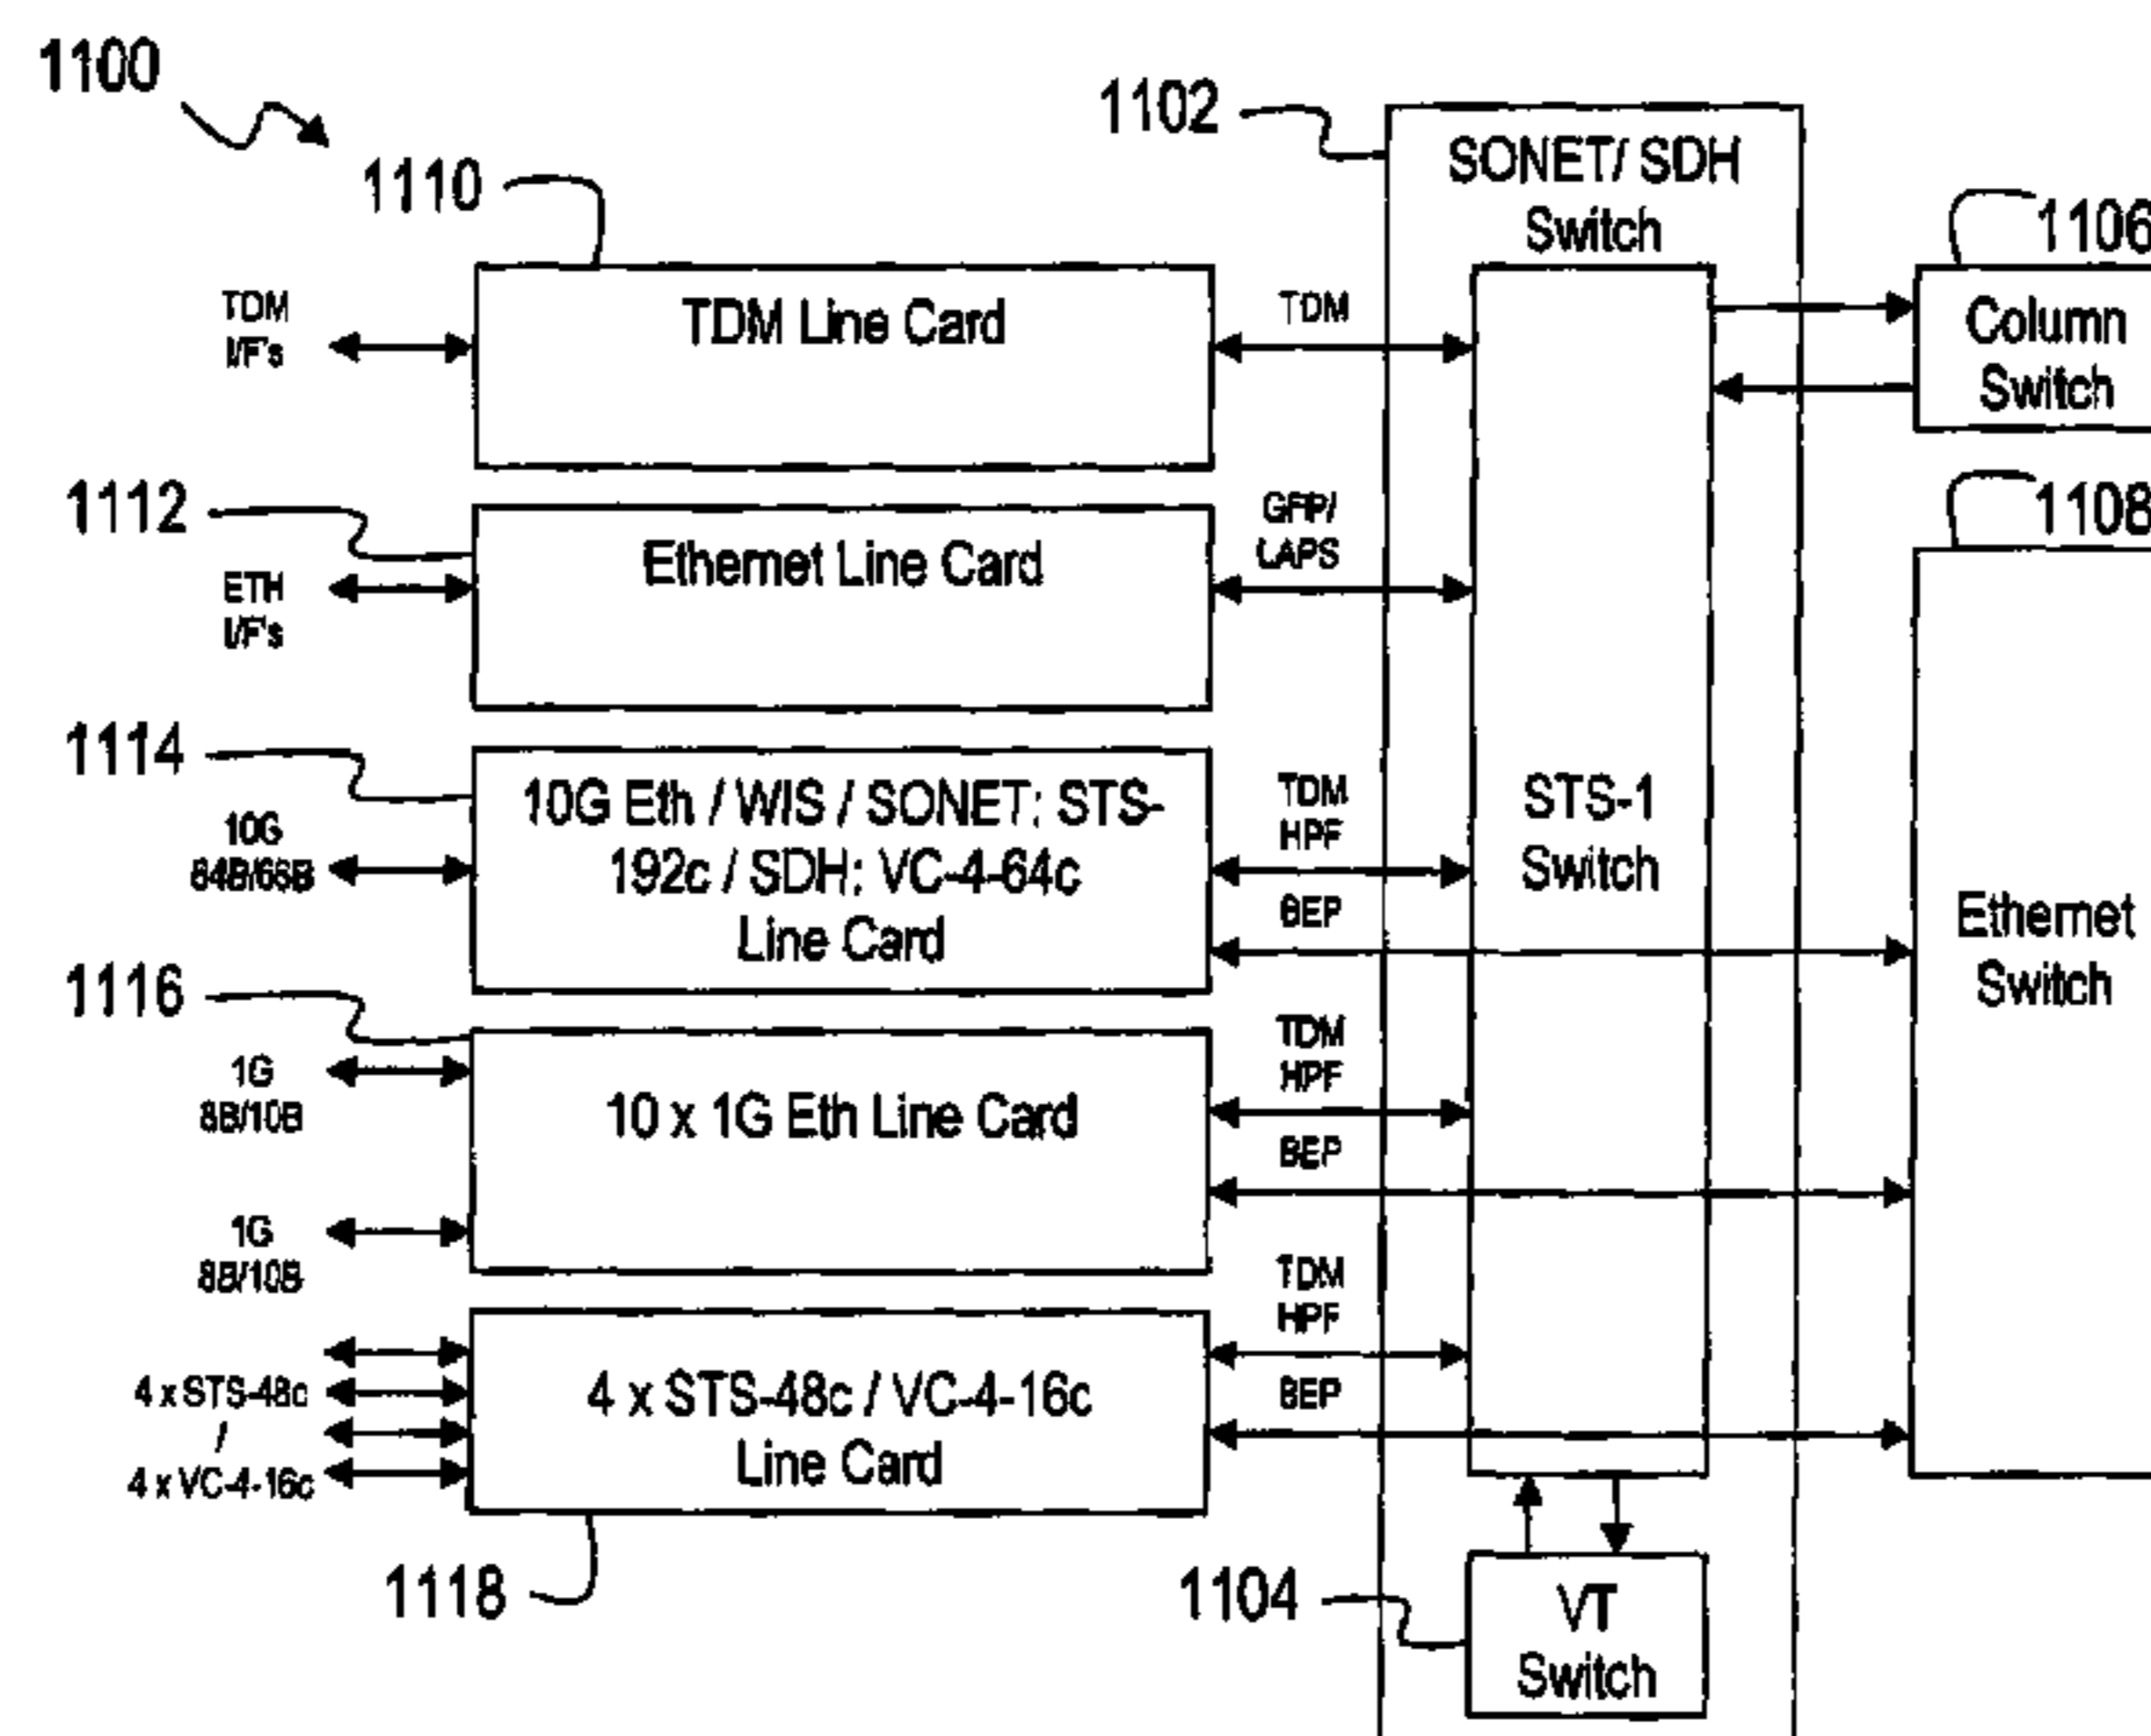 1100
1102
1110
SONET/ SDH
Switch
1106
TDM
I/F's
TDM Line Card
TDM
Column
Switch
1112
Ethernet Line Card
GFP/
LAPS
1108
ETH
I/F's
1114
10G
64B/66B
10G Eth / WIS / SONET: STS-
192c / SDH: VC-4-64c
Line Card
TDM
HPF
BEP
STS-1
Switch
Ethernet
Switch
1116
1G
8B/10B
10 x 1G Eth Line Card
TDM
HPF
BEP
1G
8B/10B
4 x STS-48c
/
4 x VC-4-16c
4 x STS-48c / VC-4-16c
Line Card
TDM
HPF
BEP
1118
1104
VT
Switch